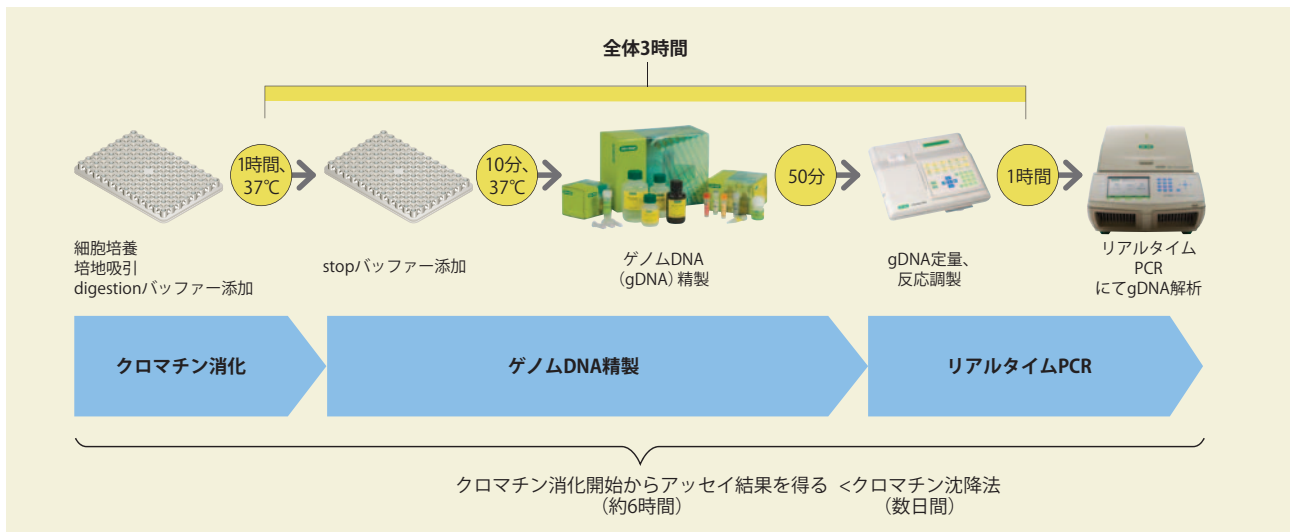 全体3時間
1時間、
37℃
10分、
37℃
50分
1時間
細胞培養
培地吸引
digestionバッファー添加
stopバッファー添加
ゲノムDNA
（gDNA）精製
gDNA定量、
反応調製
リアルタイム
PCR
にてgDNA解析
クロマチン消化
ゲノムDNA精製
リアルタイムPCR
クロマチン消化開始からアッセイ結果を得る <クロマチン沈降法
（約6時間） （数日間）